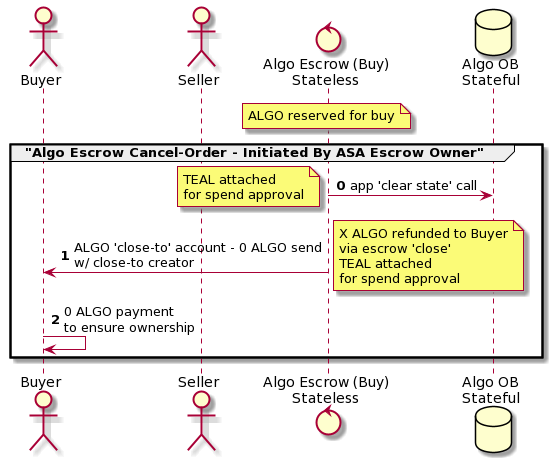 Buyer
Seller
Algo Escrow (Buy)
Stateless
Algo OB
Stateful
ALGO reserved for buy
"Algo Escrow Cancel-Order - Initiated By ASA Escrow Owner"
TEAL attached
for spend approval
0 app 'clear state' call
X ALGO refunded to Buyer
via escrow 'close'
TEAL attached
for spend approval
1 ALGO 'close-to' account - 0 ALGO send
w/ close-to creator
2 0 ALGO payment
to ensure ownership
Buyer
Seller
Algo Escrow (Buy)
Stateless
Algo OB
Stateful